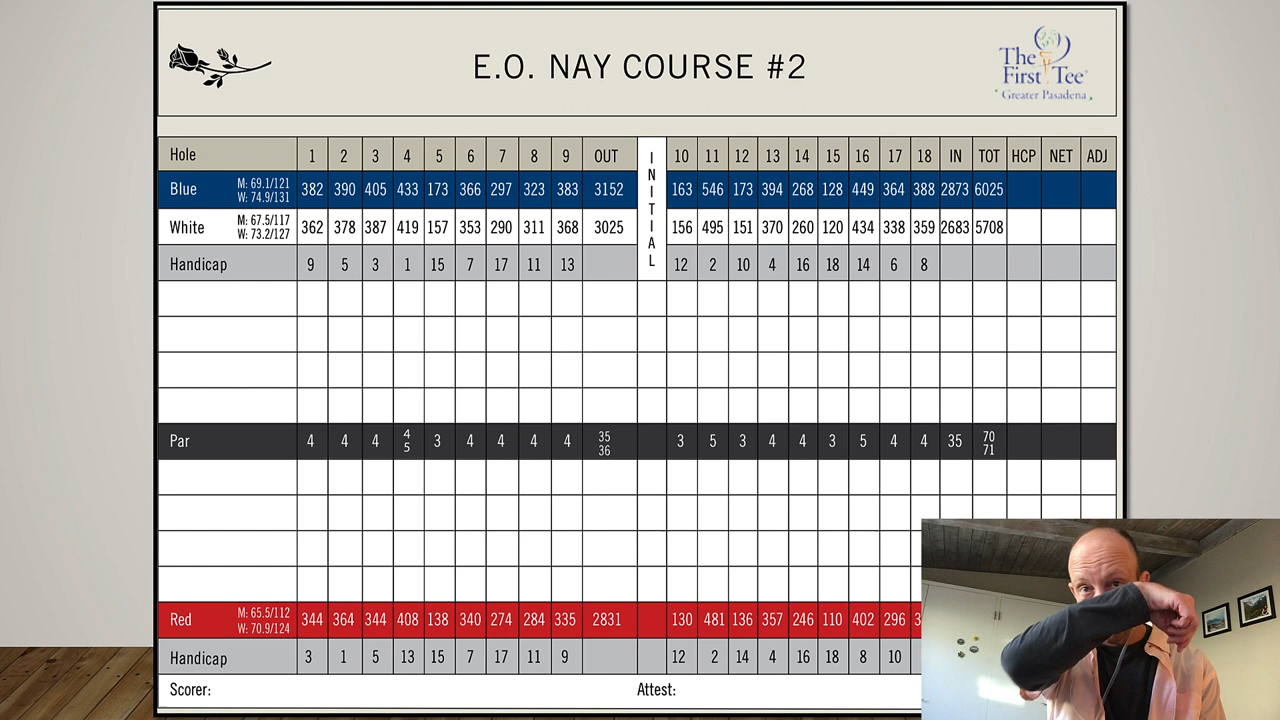 E.O. NAY COURSE #2
The
First Tee
Greater Pasadena
Hole 1 2 3 4 5 6 7 8 9 OUT INITIAL 10 11 12 13 14 15 16 17 18 IN TOT HCP NET ADJ
Blue M: 69.1/121 W: 74.9/131 382 390 405 433 173 366 297 323 383 3152 163 546 173 394 268 128 449 364 388 2873 6025
White M: 67.5/117 W: 73.2/127 362 378 387 419 157 353 290 311 368 3025 156 495 151 370 260 120 434 338 359 2683 5708
Handicap 9 5 3 1 15 7 17 11 13 12 2 10 4 16 18 14 6 8
Par 4 4 4 4 5 3 4 4 4 4 35 36 3 5 3 4 4 3 5 4 4 35 70 71
Red M: 65.5/112 W: 70.9/124 344 364 344 408 138 340 274 284 335 2831 130 481 136 357 246 110 402 296
Handicap 3 1 5 13 15 7 17 11 9 12 2 14 4 16 18 8 10
Scorer: Attest: